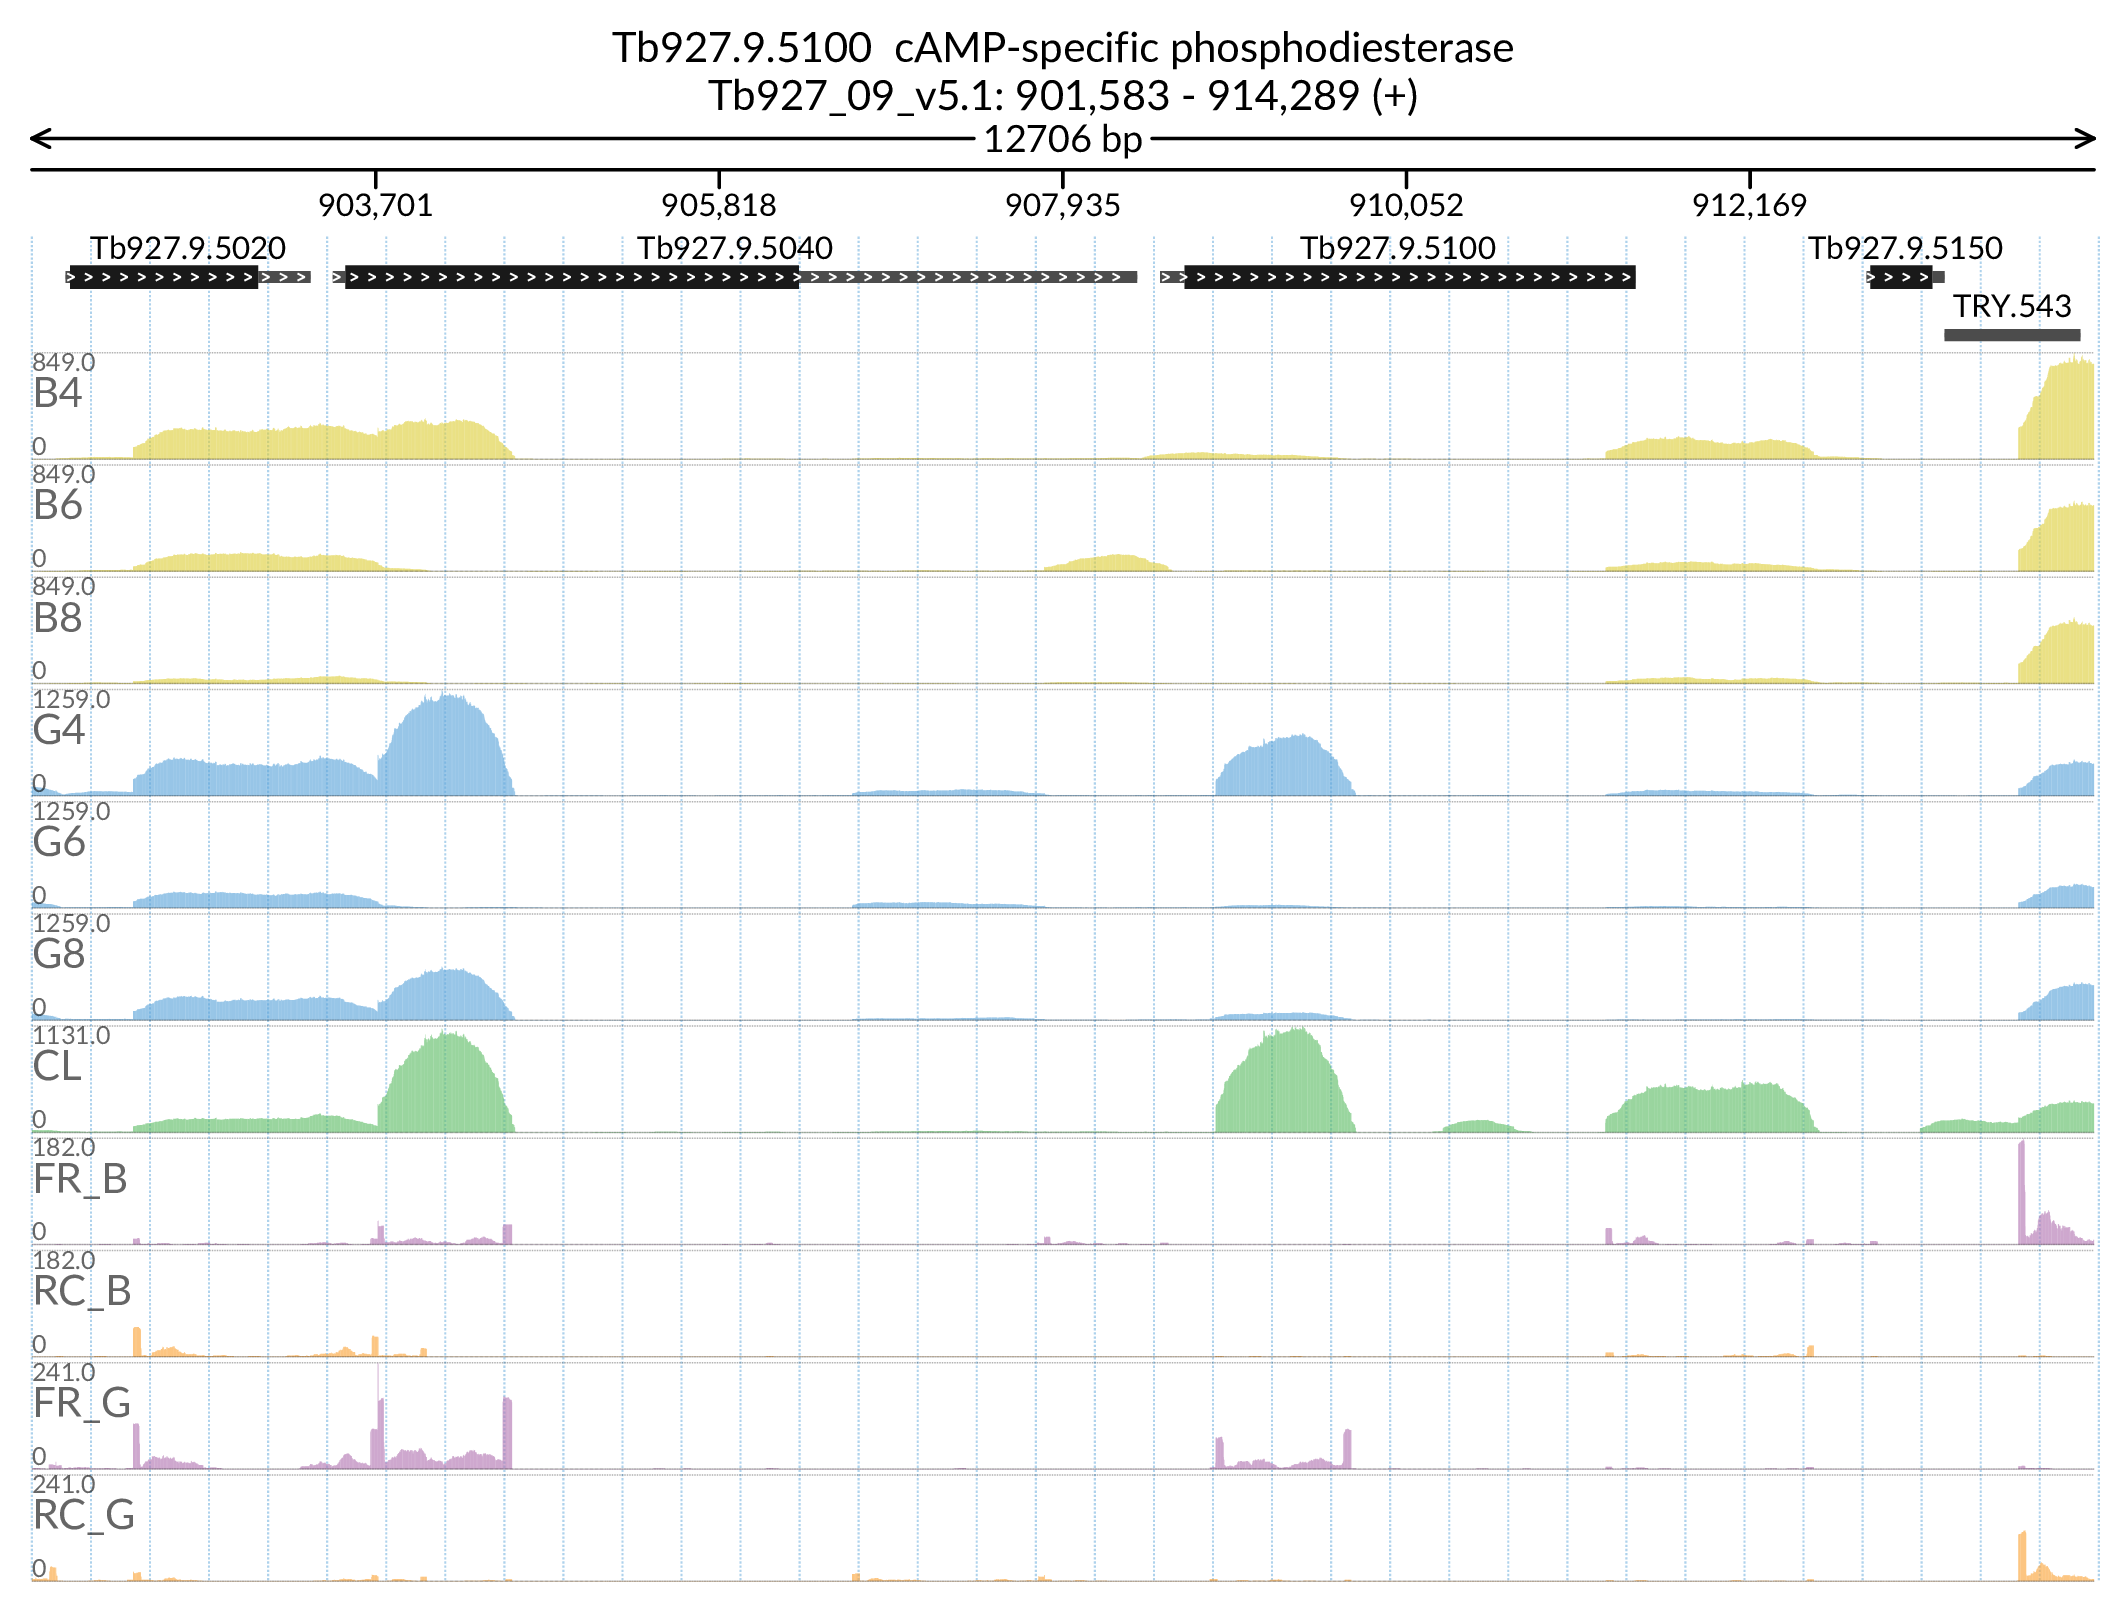 Tb927.9.5100  cAMP-specific phosphodiesterase
Tb927_09_v5.1: 901,583 - 914,289 (+)
12706 bp
903,701 905,818 907,935 910,052 912,169
Tb927.9.5020 Tb927.9.5040 Tb927.9.5100 Tb927.9.5150
TRY.543
849.0
B4
0
849.0
B6
0
849.0
B8
0
1259.0
G4
0
1259.0
G6
0
1259.0
G8
0
1131.0
CL
0
182.0
FR_B
0
182.0
RC_B
0
241.0
FR_G
0
241.0
RC_G
0